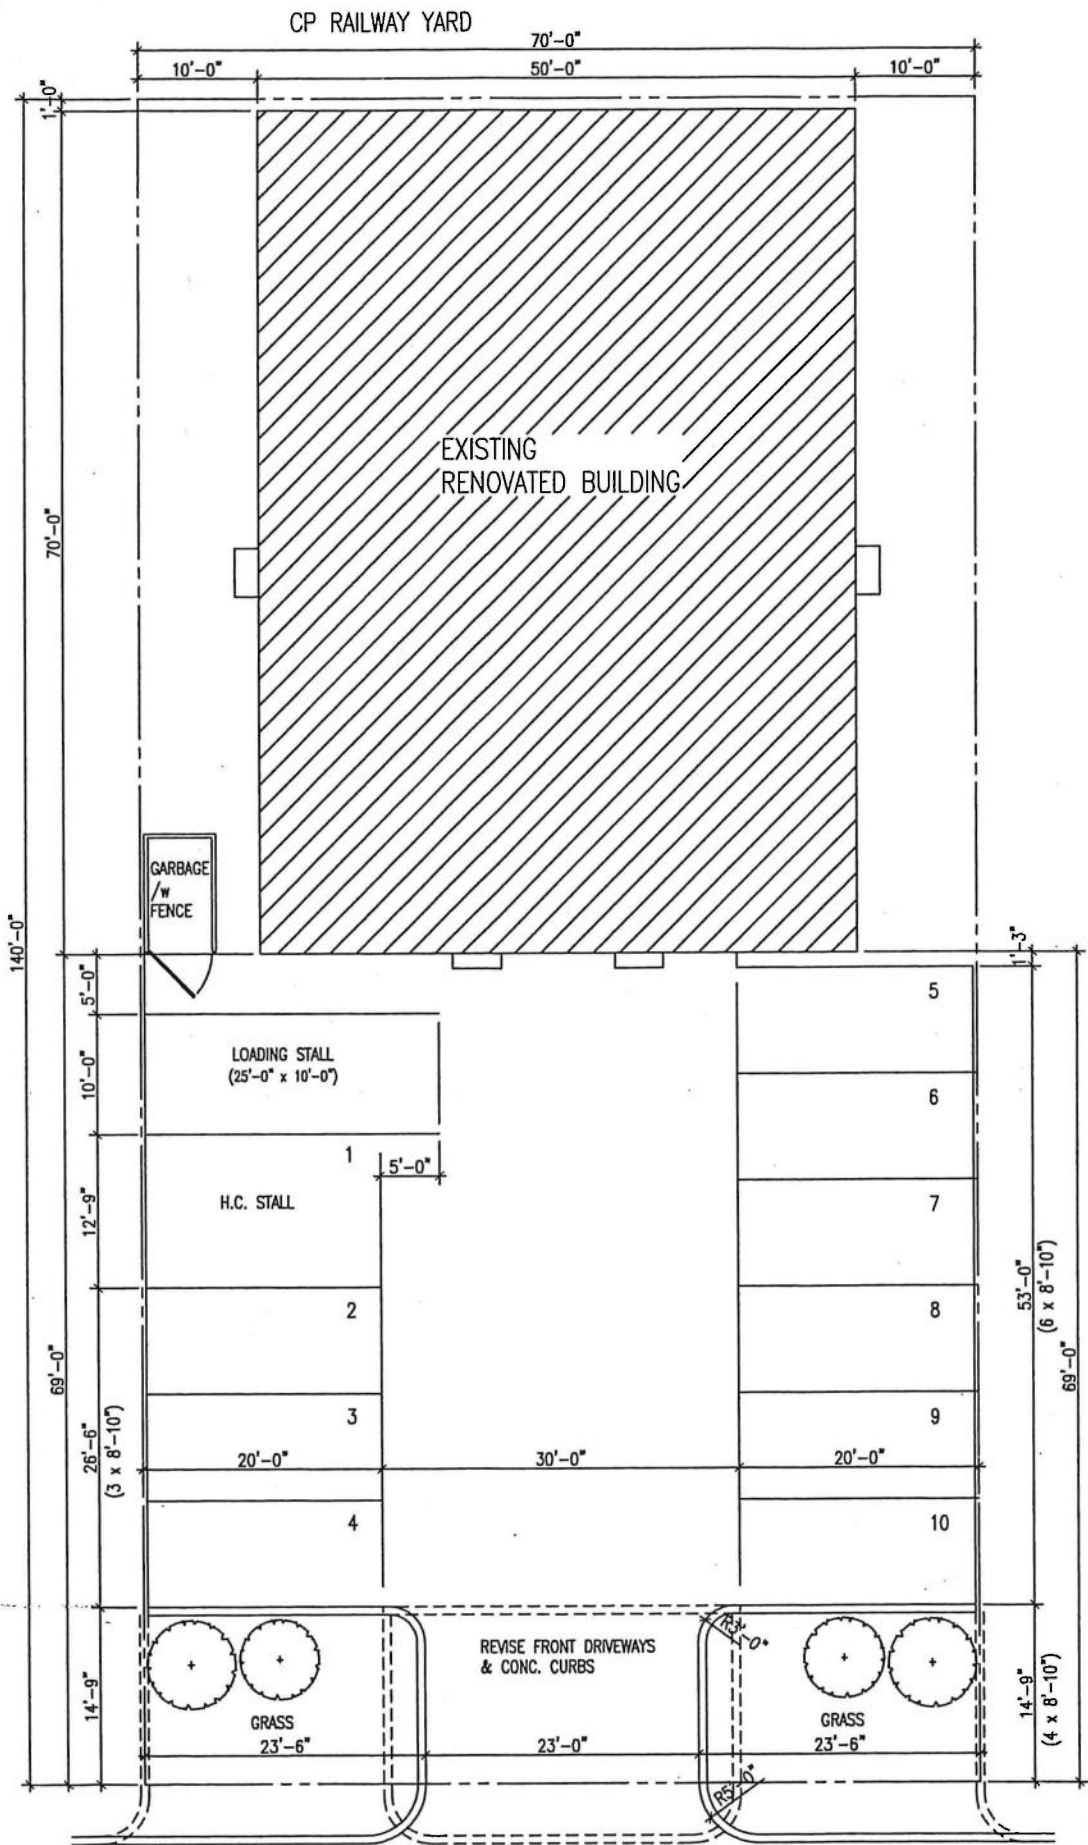 CP RAILWAY YARD
70'-0"
10'-0"
50'-0"
10'-0"
1'-0"
EXISTING
RENOVATED BUILDING
70'-0"
140'-0"
GARBAGE
/w
FENCE
1'-3"
5'-0"
5
LOADING STALL
(25'-0" x 10'-0")
10'-0"
6
1
5'-0"
H.C. STALL
12'-9"
7
2
8
53'-0"
(6 x 8'-10")
69'-0"
69'-0"
3
9
26'-6"
(3 x 8'-10")
20'-0"
30'-0"
20'-0"
4
10
R3'-0"
REVISE FRONT DRIVEWAYS
& CONC. CURBS
14'-9"
14'-9"
(4 x 8'-10")
GRASS
GRASS
23'-6"
23'-0"
23'-6"
R5'-0"